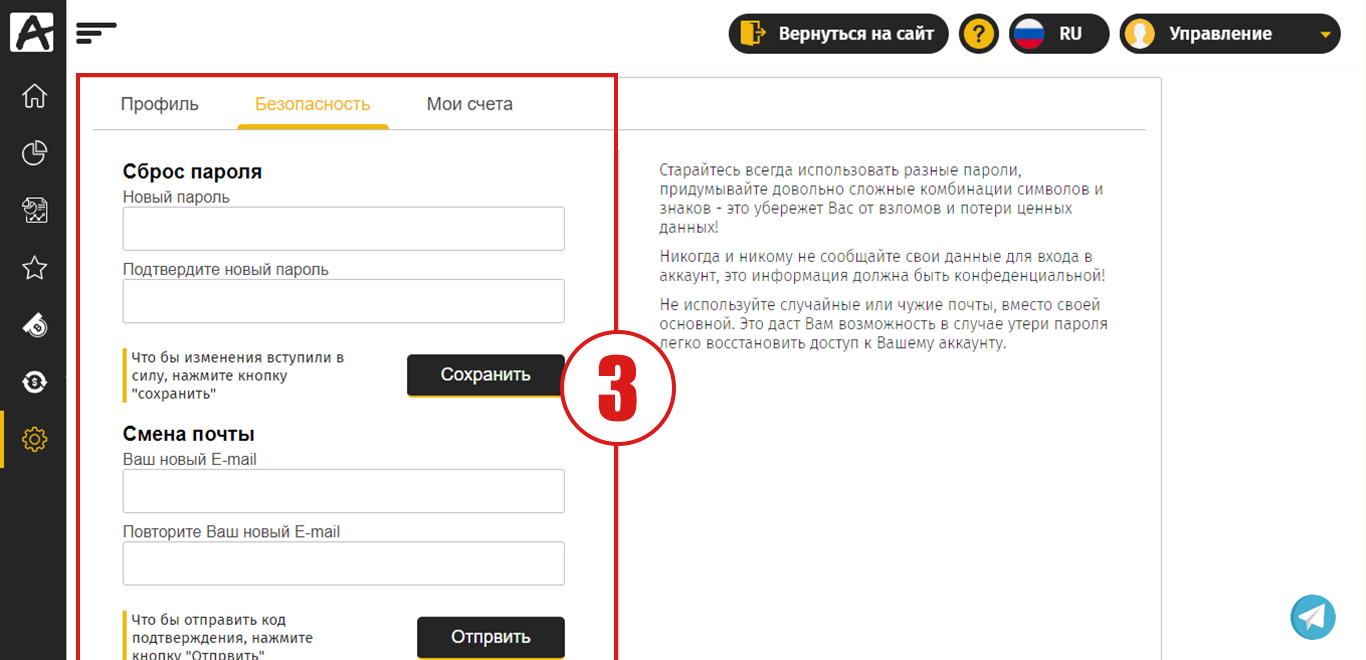 Вернуться на сайт
?
RU
Управление
Профиль
Безопасность
Мои счета
Сброс пароля
Новый пароль
Подтвердите новый пароль
Что бы изменения вступили в
силу, нажмите кнопку
"сохранить"
Сохранить
3
Смена почты
Ваш новый E-mail
Повторите Ваш новый E-mail
Что бы отправить код
подтверждения, нажмите
кнопку "Отпрвить"
Отпрвить
Старайтесь всегда использовать разные пароли,
придумывайте довольно сложные комбинации символов и
знаков - это убережет Вас от взломов и потери ценных
данных!
Никогда и никому не сообщайте свои данные для входа в
аккаунт, это информация должна быть конфеденциальной!
Не используйте случайные или чужие почты, вместо своей
основной. Это даст Вам возможность в случае утери пароля
легко восстановить доступ к Вашему аккаунту.